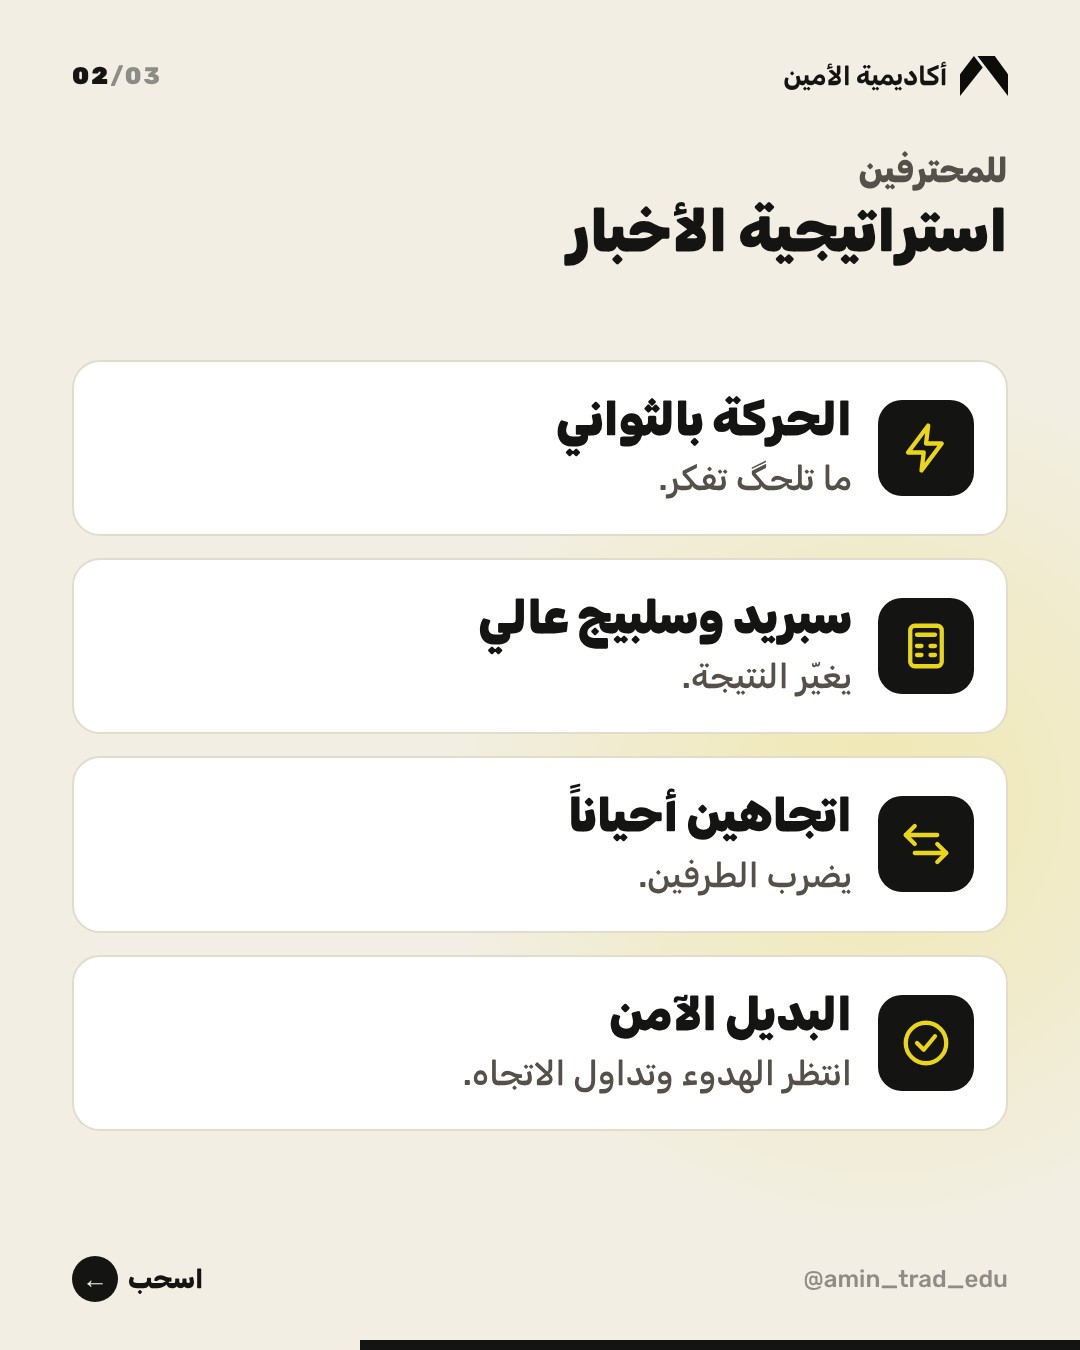 أكاديمية الأمين
02/03
للمحترفين
استراتيجية الأخبار
الحركة بالثواني
ما تلحگ تفكر.
سبريد وسلبيج عالي
يغيّر النتيجة.
اتجاهين أحياناً
يضرب الطرفين.
البديل الآمن
انتظر الهدوء وتداول الاتجاه.
@amin_trad_edu
اسحب ←